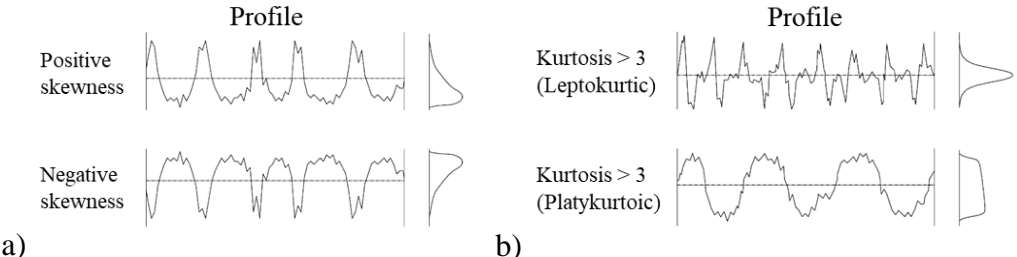 Profile
Positive
skewness
Negative
skewness
a)
Profile
Kurtosis > 3
(Leptokurtic)
Kurtosis > 3
(Platykurtoic)
b)